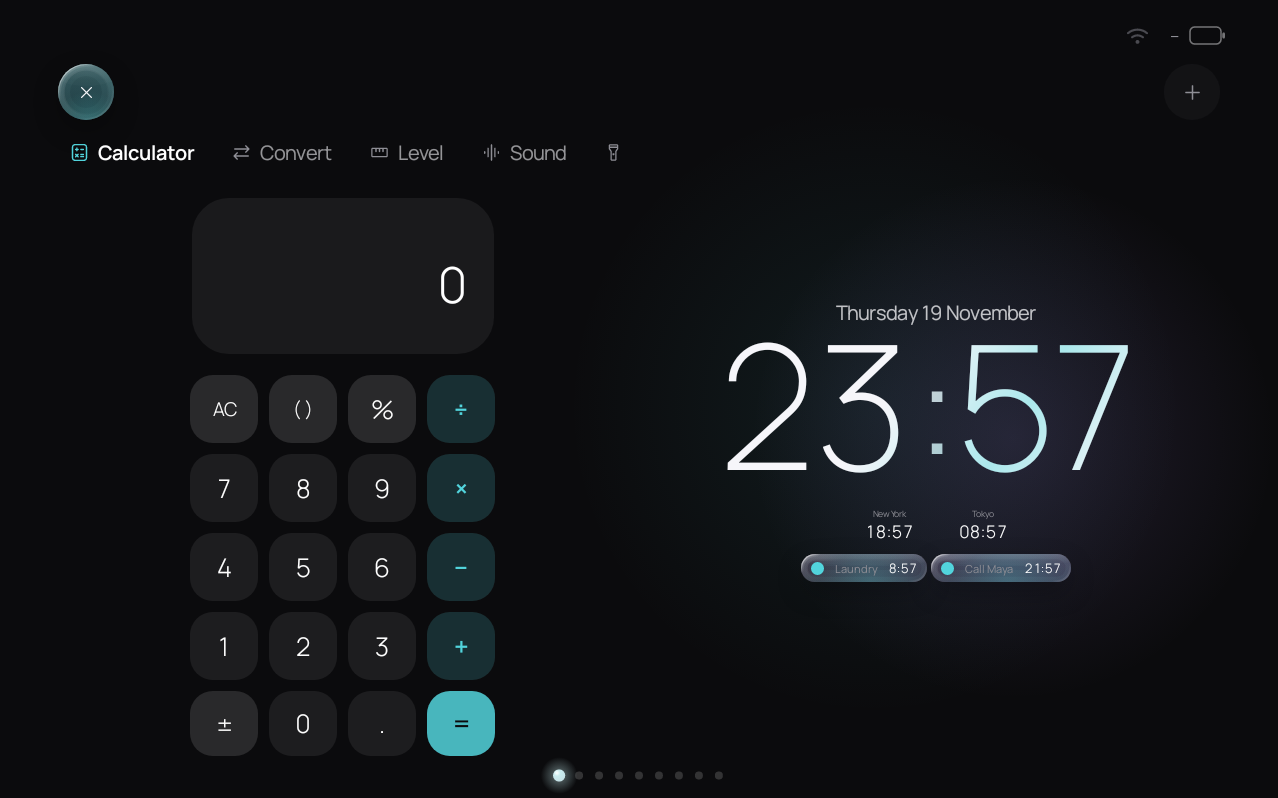 Calculator Convert Level Sound
0
AC ( ) % ÷
7 8 9 ×
4 5 6 −
1 2 3 +
± 0 . =
Thursday 19 November
23:57
New York Tokyo
18:57 08:57
Laundry 8:57 Call Maya 21:57